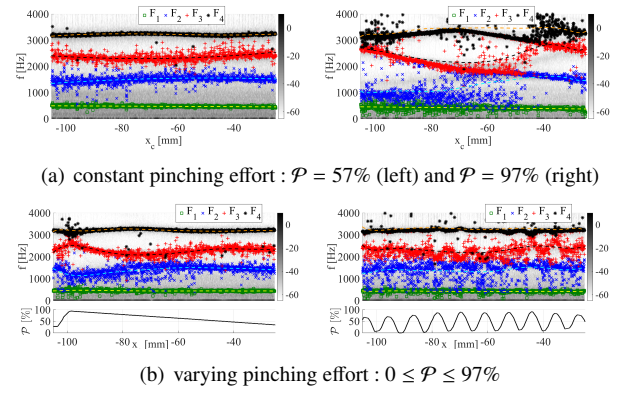 F1 F2 F3 F4 F1 F2 F3 F4
4000 4000
3000 3000
2000 2000
1000 1000
0 0
f [Hz] f [Hz]
0 0
-20 -20
-40 -40
-60 -60
-100 -80 -60 -40 -100 -80 -60 -40
xc [mm] xc [mm]
(a) constant pinching effort : 𝒫 = 57% (left) and 𝒫 = 97% (right)
F1 F2 F3 F4 F1 F2 F3 F4
4000 4000
3000 3000
2000 2000
1000 1000
0 0
f [Hz] f [Hz]
0 0
-20 -20
-40 -40
-60 -60
100 100
50 50
0 0
𝒫 [%] 𝒫 [%]
-100 -80 -60 -40 -100 -80 -60 -40
x [mm] x [mm]
(b) varying pinching effort : 0 ≤ 𝒫 ≤ 97%